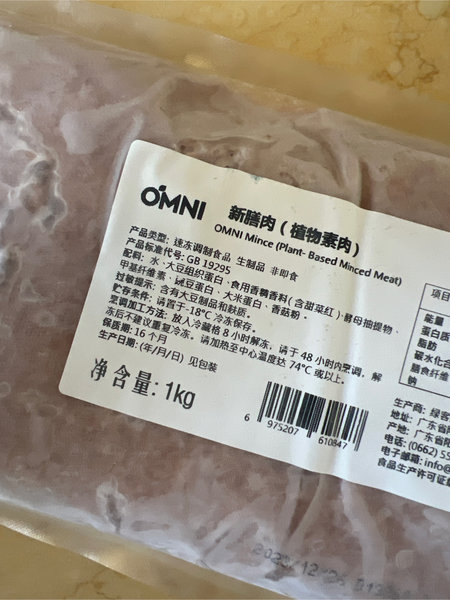 OMNI
新膳肉（植物素肉）
OMNI Mince (Plant- Based Minced Meat)
产品类型: 速冻调制食品 生制品 非即食
产品标准代号: GB 19295
配料: 水、大豆组织蛋白、食用香精香料（含甜菜红）、酵母抽提物、
甲基纤维素、豌豆蛋白、大米蛋白、香菇粉。
过敏提示: 含有大豆制品和麸质。
贮存条件: 请置于-18°C 冷冻保存。
烹调加工方法: 放入冷藏格 8 小时解冻，请于 48 小时内烹调，解
冻后不建议重复冷冻。请加热至中心温度达 74°C 或以上。
保质期: 16 个月
生产日期: (年/月/日) 见包装
净含量: 1kg
6 975207 610847
项目
能量
蛋白质
脂肪
碳水化合
膳食纤维
钠
生产商: 绿客
地址: 广东省阳
产地: 广东省阳
电话: (0662) 55
电子邮箱: info@
食品生产许可证编